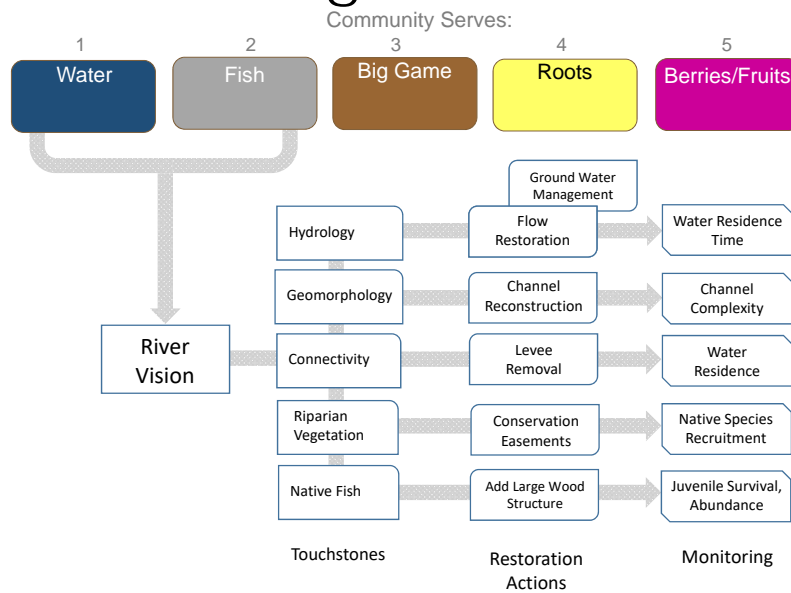 Community Serves:
1
2
3
4
5
Water
Fish
Big Game
Roots
Berries/Fruits
Ground Water
Management
Hydrology
Flow
Restoration
Water Residence
Time
Geomorphology
Channel
Reconstruction
Channel
Complexity
River
Vision
Connectivity
Levee
Removal
Water
Residence
Riparian
Vegetation
Conservation
Easements
Native Species
Recruitment
Native Fish
Add Large Wood
Structure
Juvenile Survival,
Abundance
Touchstones
Restoration
Actions
Monitoring